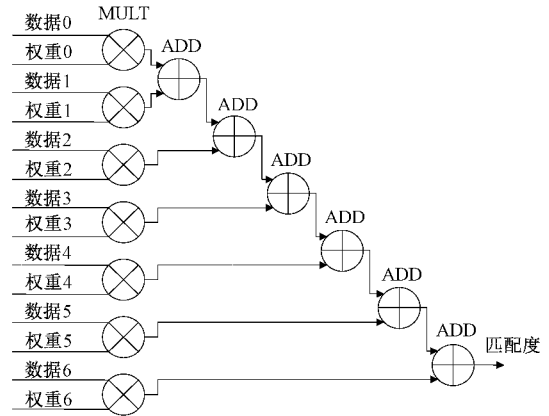 数据0
MULT
权重0
ADD
数据1
权重1
ADD
数据2
权重2
ADD
数据3
权重3
ADD
数据4
权重4
ADD
数据5
权重5
ADD
匹配度
数据6
权重6